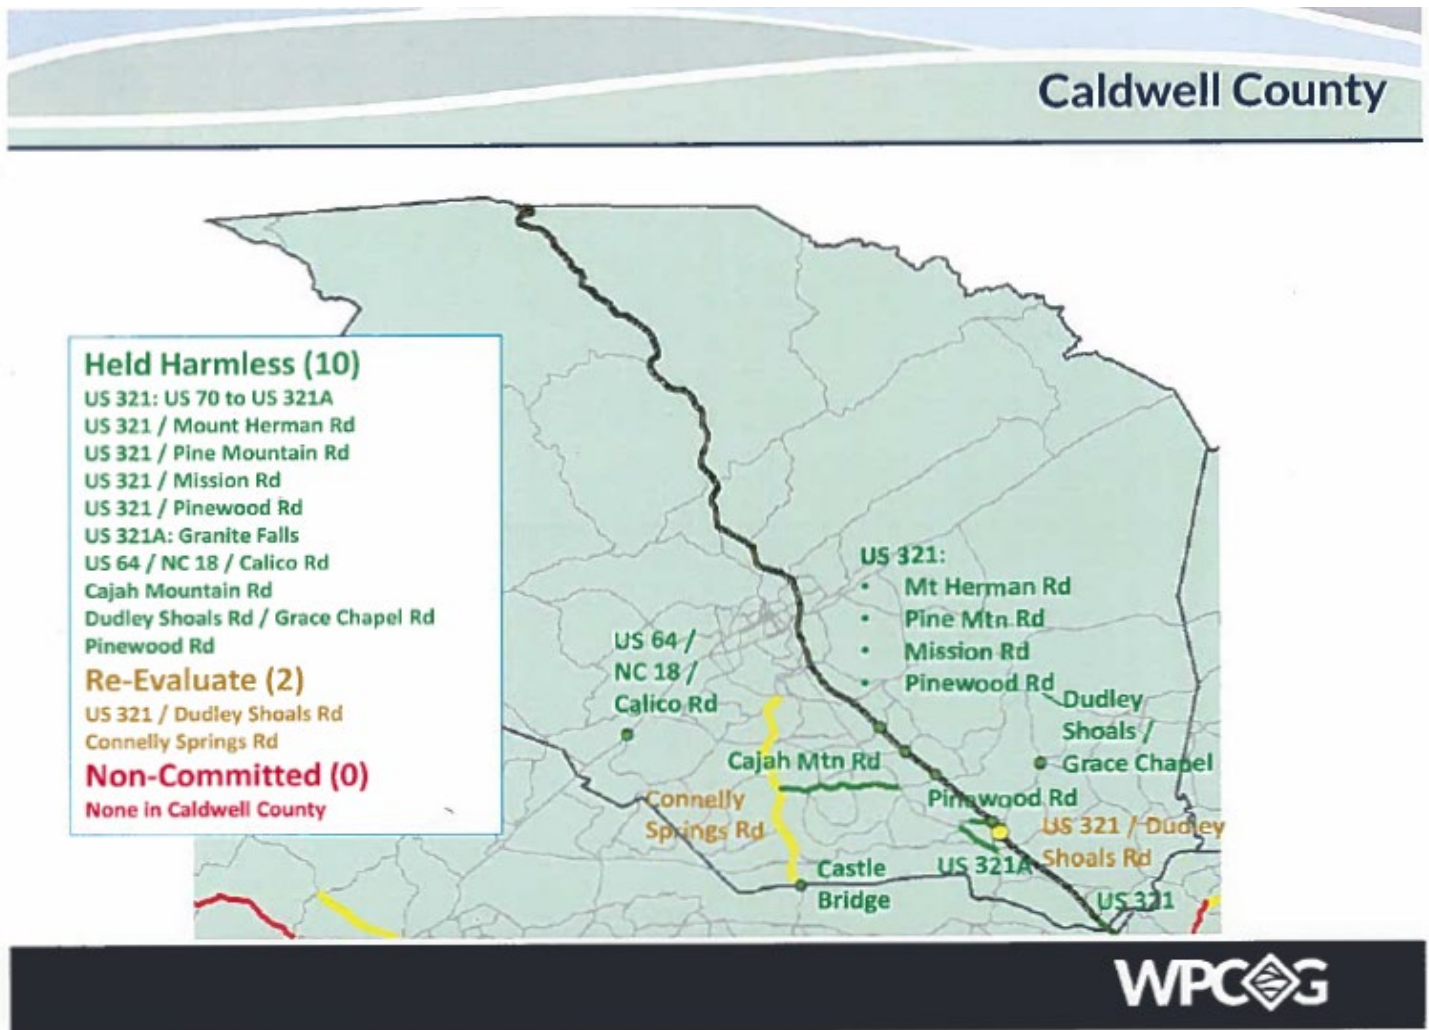 Caldwell County
Held Harmless (10)
US 321: US 70 to US 321A
US 321 / Mount Herman Rd
US 321 / Pine Mountain Rd
US 321 / Mission Rd
US 321 / Pinewood Rd
US 321A: Granite Falls
US 64 / NC 18 / Calico Rd
Cajah Mountain Rd
Dudley Shoals Rd / Grace Chapel Rd
Pinewood Rd
Re-Evaluate (2)
US 321 / Dudley Shoals Rd
Connelly Springs Rd
Non-Committed (0)
None in Caldwell County
US 321:
• Mt Herman Rd
• Pine Mtn Rd
• Mission Rd
• Pinewood Rd
US 64 /
NC 18 /
Calico Rd
Dudley
Shoals /
Grace Chapel
Cajah Mtn Rd
Connelly
Springs Rd
Pinewood Rd
US 321 / Dudley
Shoals Rd
US 321A
Castle
Bridge
US 321
WPCOG